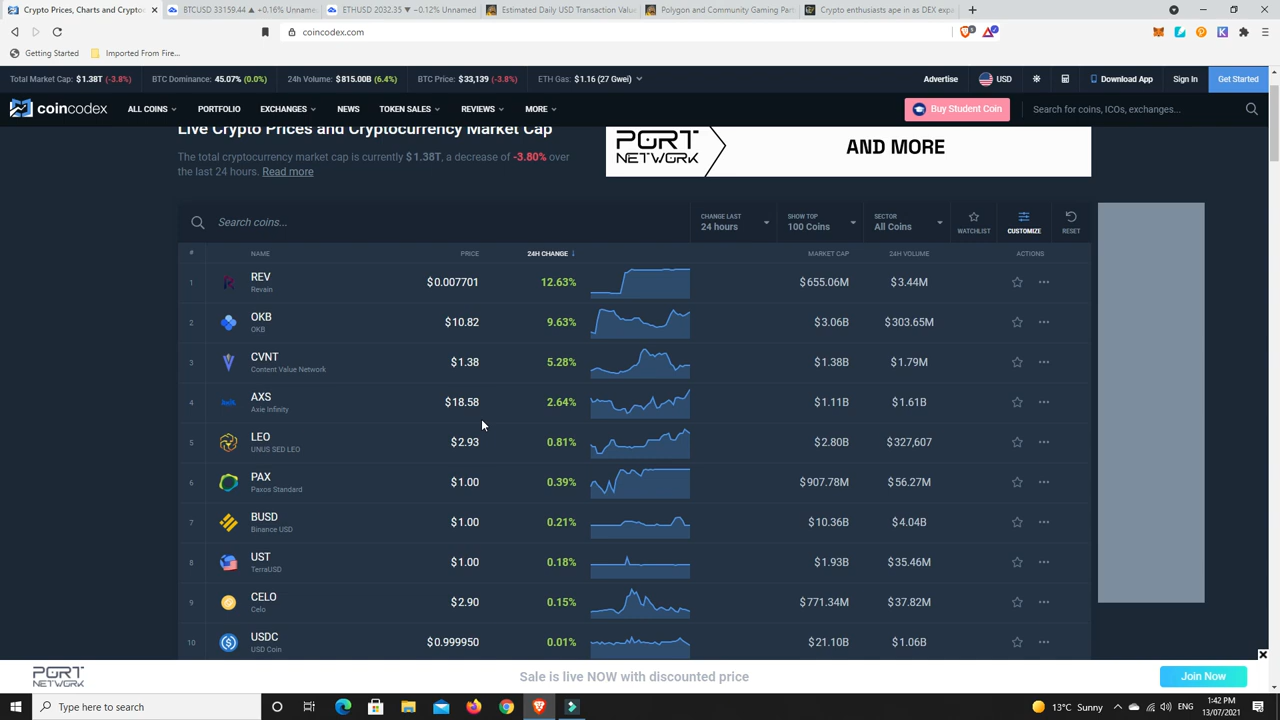 Crypto Prices, Charts and Crypto
BTCUSD 33159.44 ▲ +0.16% Unname
ETHUSD 2032.35 ▼ −0.12% Unnamed
Estimated Daily USD Transaction Valu
Polygon and Community Gaming Part
Crypto enthusiasts ape in as DEX expa
coincodex.com
Getting Started
Imported From Fire...
Total Market Cap: $1.38T (-3.8%)
BTC Dominance: 45.07% (0.0%)
24h Volume: $815.00B (6.4%)
BTC Price: $33,139 (-3.8%)
ETH Gas: $1.16 (27 Gwei)
Advertise
USD
Download App
Sign In
Get Started
coincodex
ALL COINS
PORTFOLIO
EXCHANGES
NEWS
TOKEN SALES
REVIEWS
MORE
Buy Student Coin
Search for coins, ICOs, exchanges...
Live Crypto Prices and Cryptocurrency Market Cap
The total cryptocurrency market cap is currently $1.38T, a decrease of -3.80% over
the last 24 hours. Read more
PORT
NETWORK
AND MORE
Search coins...
CHANGE LAST
24 hours
SHOW TOP
100 Coins
SECTOR
All Coins
WATCHLIST
CUSTOMIZE
RESET
# NAME PRICE 24H CHANGE MARKET CAP 24H VOLUME ACTIONS
1 REV $0.007701 12.63% $655.06M $3.44M
Revain
2 OKB $10.82 9.63% $3.06B $303.65M
OKB
3 CVNT $1.38 5.28% $1.38B $1.79M
Content Value Network
4 AXS $18.58 2.64% $1.11B $1.61B
Axie Infinity
5 LEO $2.93 0.81% $2.80B $327,607
UNUS SED LEO
6 PAX $1.00 0.39% $907.78M $56.27M
Paxos Standard
7 BUSD $1.00 0.21% $10.36B $4.04B
Binance USD
8 UST $1.00 0.18% $1.93B $35.46M
TerraUSD
9 CELO $2.90 0.15% $771.34M $37.82M
Celo
10 USDC $0.999950 0.01% $21.10B $1.06B
USD Coin
PORT
NETWORK
Sale is live NOW with discounted price
Join Now
Type here to search
13°C Sunny
ENG
1:42 PM
13/07/2021